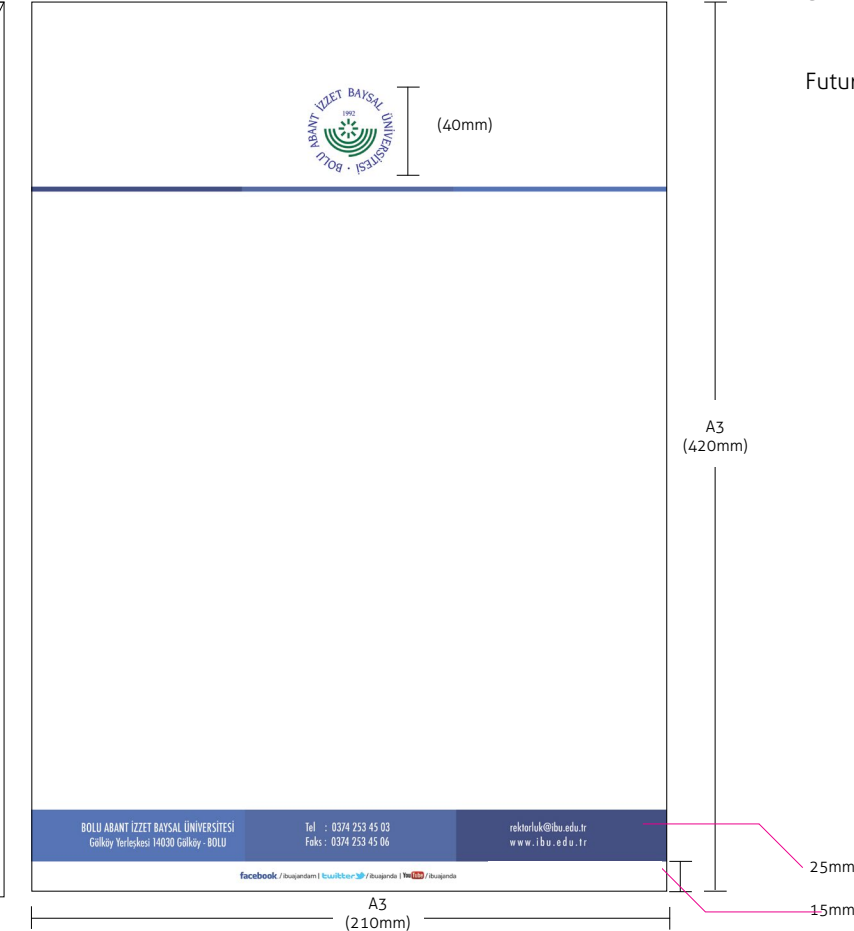 Futur
BOLU ABANT İZZET BAYSAL ÜNİVERSİTESİ
1992
(40mm)
A3
(420mm)
BOLU ABANT İZZET BAYSAL ÜNİVERSİTESİ
Gölköy Yerleşkesi 14030 Gölköy - BOLU
Tel : 0374 253 45 03
Faks : 0374 253 45 06
rektorluk@ibu.edu.tr
www.ibu.edu.tr
facebook / ibuajandam | twitter / ibuajanda | YouTube / ibuajanda
25mm
15mm
A3
(210mm)